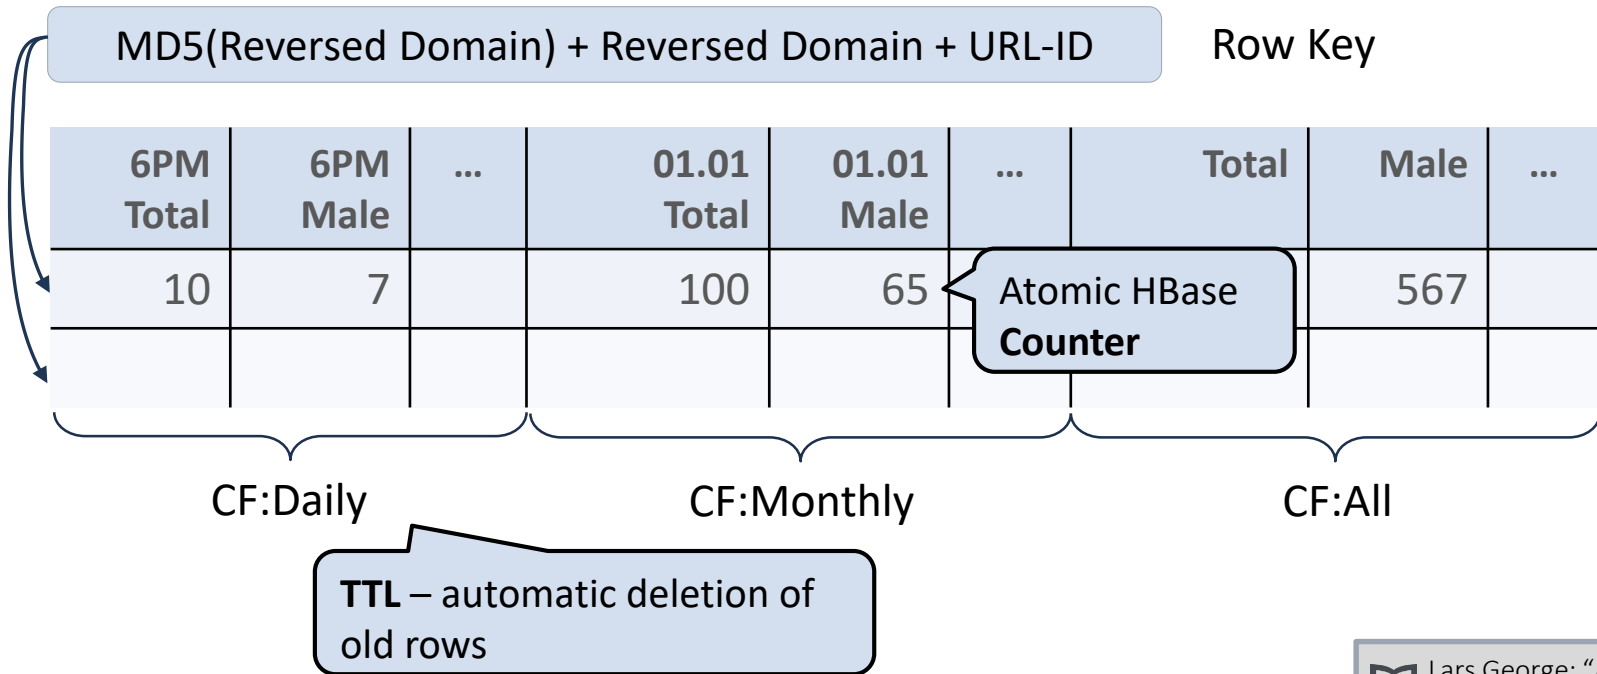 MD5(Reversed Domain) + Reversed Domain + URL-ID
Row Key
6PM Total
6PM Male
...
01.01 Total
01.01 Male
...
Total
Male
...
10
7
100
65
567
Atomic HBase
Counter
CF:Daily
CF:Monthly
CF:All
TTL – automatic deletion of
old rows
Lars George: "